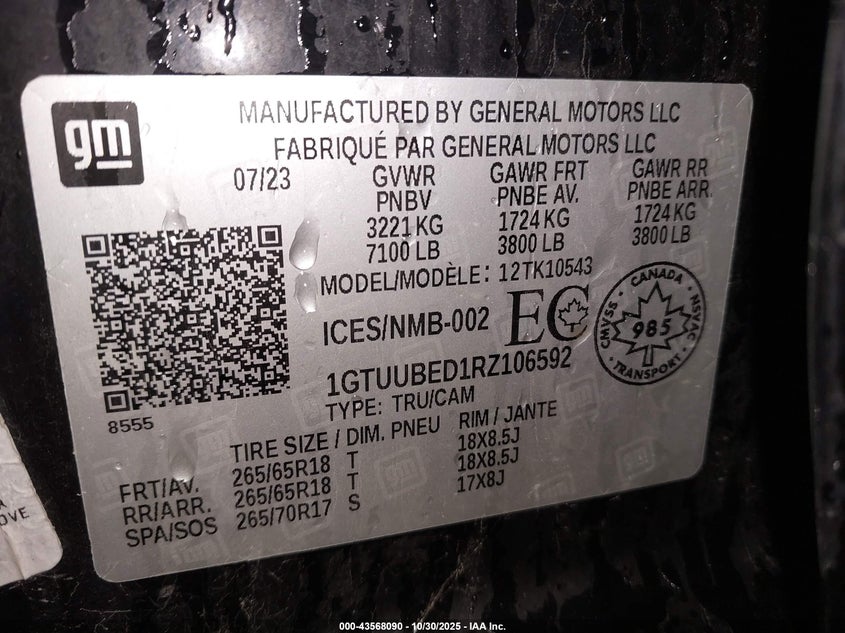 gm
MANUFACTURED BY GENERAL MOTORS LLC
FABRIQUÉ PAR GENERAL MOTORS LLC
07/23 GVWR GAWR FRT GAWR RR
PNBV PNBE AV. PNBE ARR.
3221 KG 1724 KG 1724 KG
7100 LB 3800 LB 3800 LB
MODEL/MODÈLE: 12TK10543
ICES/NMB-002 EC
CANADA
CMVSS 985 NSVAC
TRANSPORT
1GTUUBED1RZ106592
TYPE: TRU/CAM
8555
TIRE SIZE / DIM. PNEU RIM / JANTE
FRT/AV. 265/65R18 T 18X8.5J
RR/ARR. 265/65R18 T 18X8.5J
SPA/SOS 265/70R17 S 17X8J
OVE
000-43568090 - 10/30/2025 - IAA Inc.